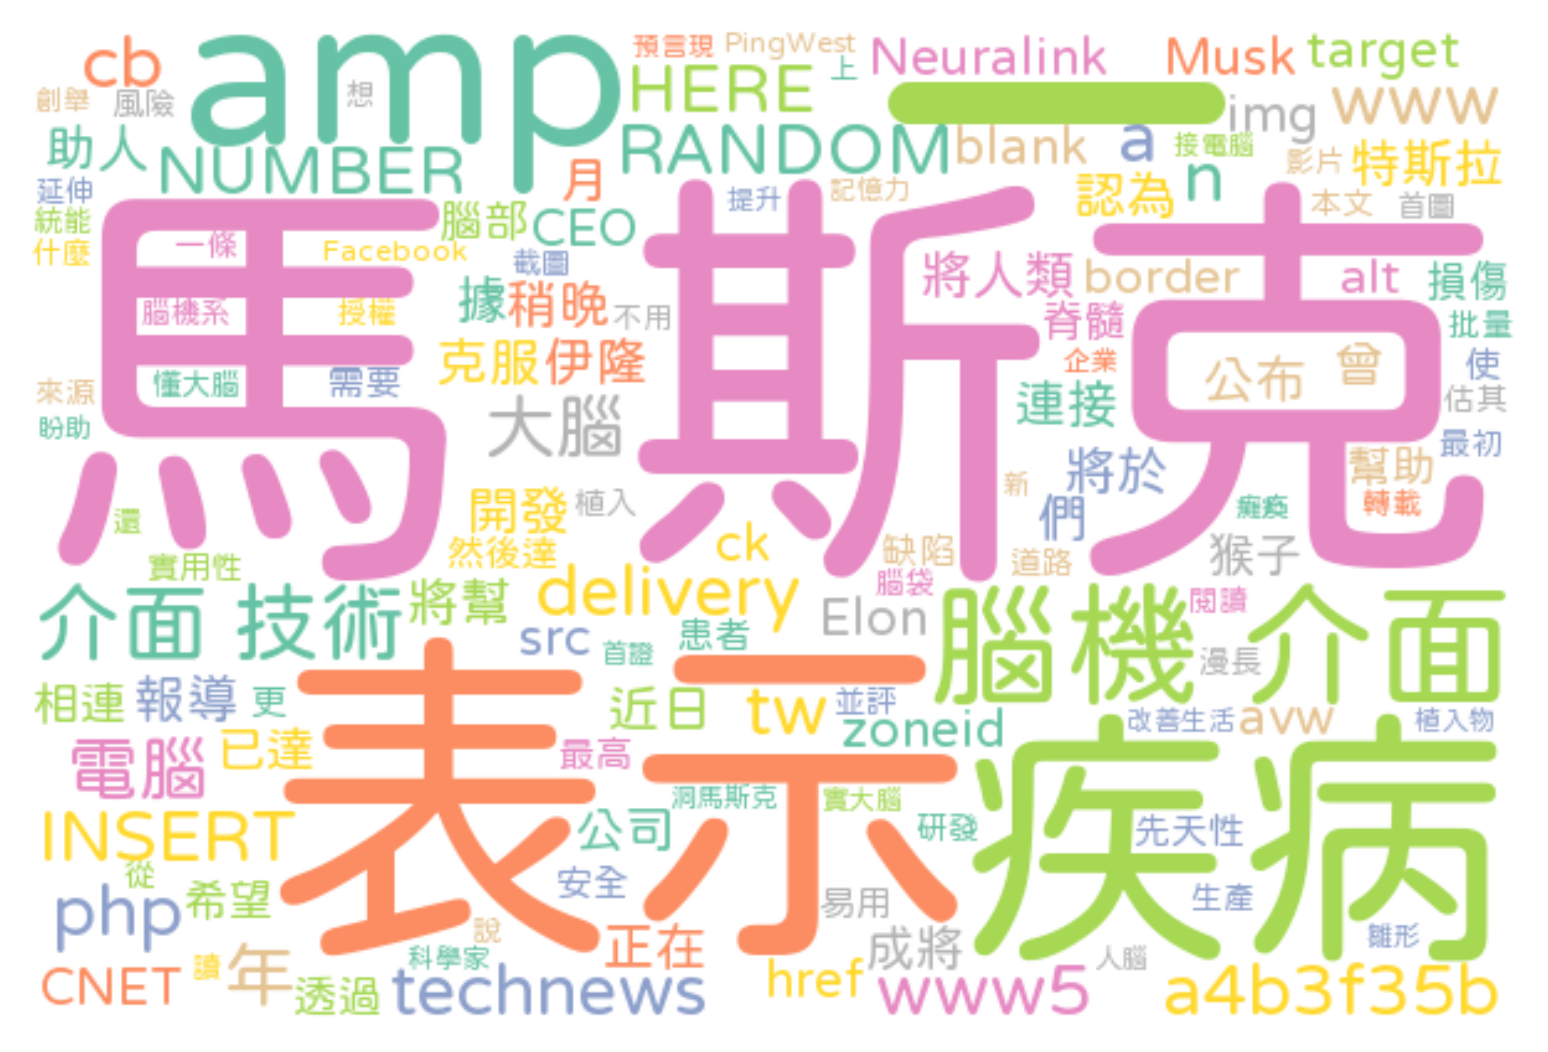 cb
amp
預言現
PingWest
Neuralink
Musk
target
創舉
風險
想
HERE
上
一
img
www
助人
NUMBER
RANDOM
blank
a
接電腦
影片
特斯拉
延伸
月
提升
記憶力
認為
n
本文
首圖
統能
什麼
一條
Facebook
腦部
CEO
截圖
馬斯克
將人類
border
alt
損傷
腦機系
授權
據
稍晚
不用
脊髓
批量
來源
懂大腦
需要
克服
伊隆
企業
公布
曾
使
盼助
大腦
連接
估其
最初
將於
幫助
開發
植入
新
們
癱瘓
轉載
還
然後達
ck
缺陷
道路
猴子
實用性
腦袋
介面
技術
將幫
delivery
Elon
腦機介面
閱讀
src
首證
患者
漫長
相連
報導
更
表示
近日
tw
並評
zoneid
改善生活
avw
植入物
電腦
已達
最高
疾病
INSERT
洞馬斯克
實大腦
公司
研發
先天性
從
php
希望
安全
易用
生產
說
正在
成將
人腦
雛形
CNET
讀
年
透過
科學家
technews
href
www5
a4b3f35b